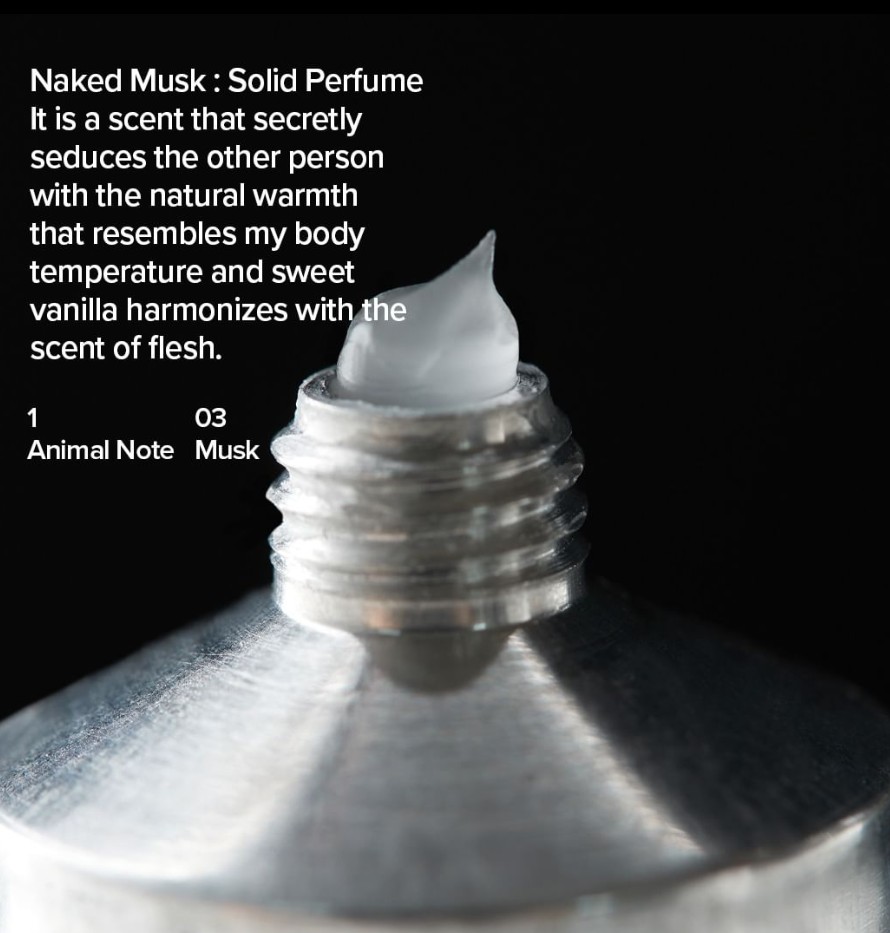 Naked Musk : Solid Perfume
It is a scent that secretly
seduces the other person
with the natural warmth
that resembles my body
temperature and sweet
vanilla harmonizes with the
scent of flesh.
1
Animal Note
03
Musk